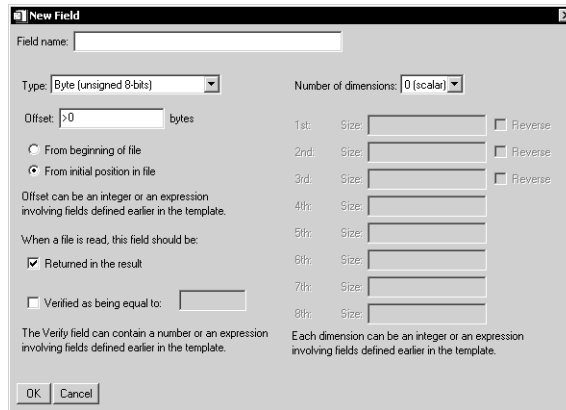 New Field
Field name:
Type: Byte (unsigned 8-bits)
Number of dimensions: 0 (scalar)
Offset: >0 bytes
From beginning of file
From initial position in file
Offset can be an integer or an expression
involving fields defined earlier in the template.
When a file is read, this field should be:
Returned in the result
Verified as being equal to:
The Verify field can contain a number or an expression
involving fields defined earlier in the template.
1st: Size: Reverse
2nd: Size: Reverse
3rd: Size: Reverse
4th: Size:
5th: Size:
6th: Size:
7th: Size:
8th: Size:
Each dimension can be an integer or an expression
involving fields defined earlier in the template.
OK Cancel